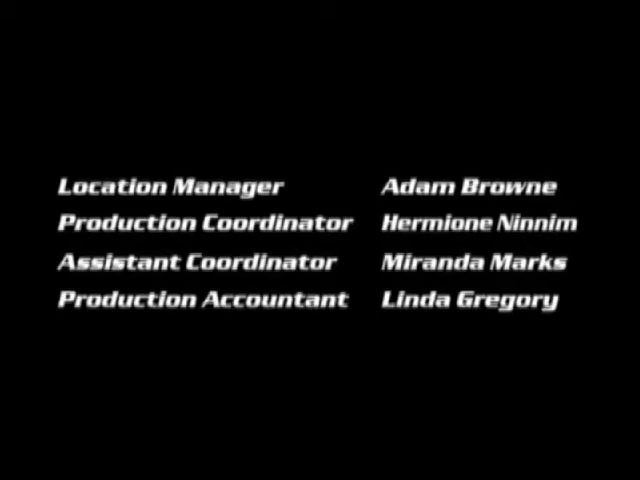 Location Manager Adam Browne
Production Coordinator Hermione Ninnim
Assistant Coordinator Miranda Marks
Production Accountant Linda Gregory